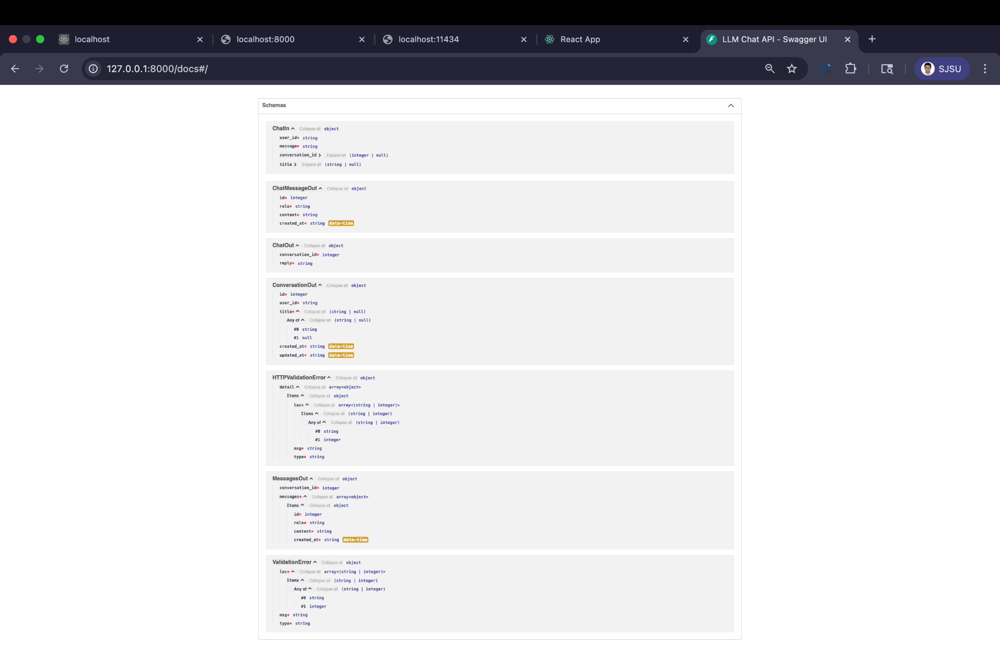 localhost
localhost:8000
localhost:11434
React App
LLM Chat API - Swagger UI
127.0.0.1:8000/docs#/
SJSU
Schemas
ChatIn Collapse all object
user_id* string
message* string
conversation_id Expand all (integer | null)
title Expand all (string | null)
ChatMessageOut Collapse all object
id* integer
role* string
content* string
created_at* string date-time
ChatOut Collapse all object
conversation_id* integer
reply* string
ConversationOut Collapse all object
id* integer
user_id* string
title* Collapse all (string | null)
Any of Collapse all (string | null)
#0 string
#1 null
created_at* string date-time
updated_at* string date-time
HTTPValidationError Collapse all object
detail Collapse all array<object>
Items Collapse all object
loc* Collapse all array<(string | integer)>
Items Collapse all (string | integer)
Any of Collapse all (string | integer)
#0 string
#1 integer
msg* string
type* string
MessagesOut Collapse all object
conversation_id* integer
messages* Collapse all array<object>
Items Collapse all object
id* integer
role* string
content* string
created_at* string date-time
ValidationError Collapse all object
loc* Collapse all array<(string | integer)>
Items Collapse all (string | integer)
Any of Collapse all (string | integer)
#0 string
#1 integer
msg* string
type* string